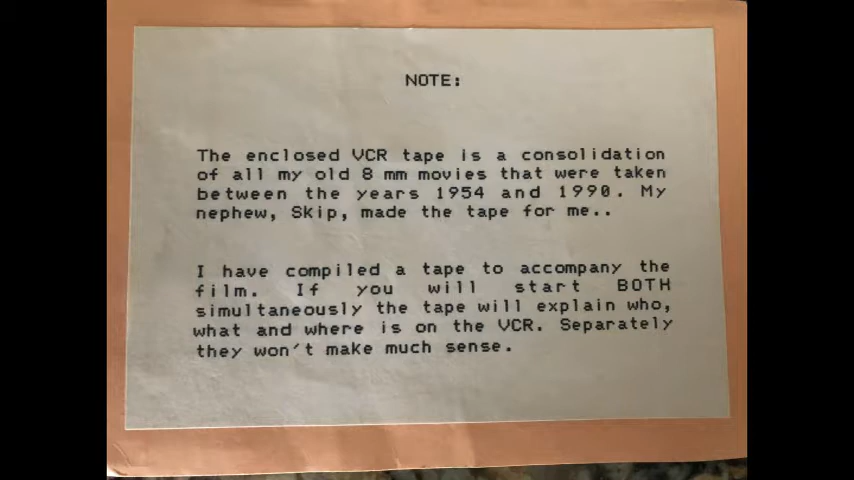 NOTE:
The enclosed VCR tape is a consolidation
of all my old 8 mm movies that were taken
between the years 1954 and 1990. My
nephew, Skip, made the tape for me..
I have compiled a tape to accompany the
film. If you will start BOTH
simultaneously the tape will explain who,
what and where is on the VCR. Separately
they won't make much sense.